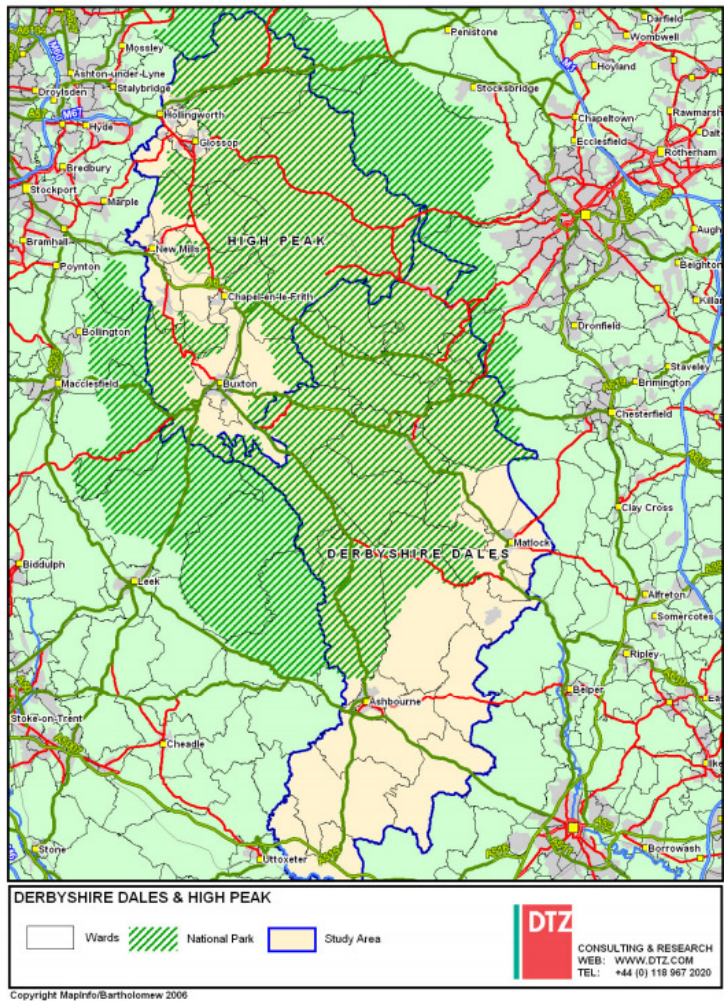 Darfield
Penistone
Wombwell
Mossley
M60
M1
Hoyland
Ashton-under-Lyne
Stalybridge
Stocksbridge
Droylsden
Rawmarsh
M67
Hollingworth
Chapeltown
Hyde
Ecclesfield
Glossop
Rotherham
Bredbury
Stockport
Marple
Bramhall
HIGH PEAK
New Mills
Poynton
Beighton
Chapel-en-le-Frith
Killa
Bollington
Dronfield
Staveley
Macclesfield
Buxton
Brimington
Chesterfield
Clay Cross
Matlock
DERBYSHIRE DALES
Biddulph
Leek
Alfreton
Somercotes
Ripley
Belper
Ashbourne
Stoke-on-Trent
Cheadle
Stone
Uttoxeter
Borrowash
DERBYSHIRE DALES & HIGH PEAK
Wards
National Park
Study Area
DTZ
CONSULTING & RESEARCH
WEB: WWW.DTZ.COM
TEL: +44 (0) 118 967 2020
Copyright MapInfo/Bartholomew 2006